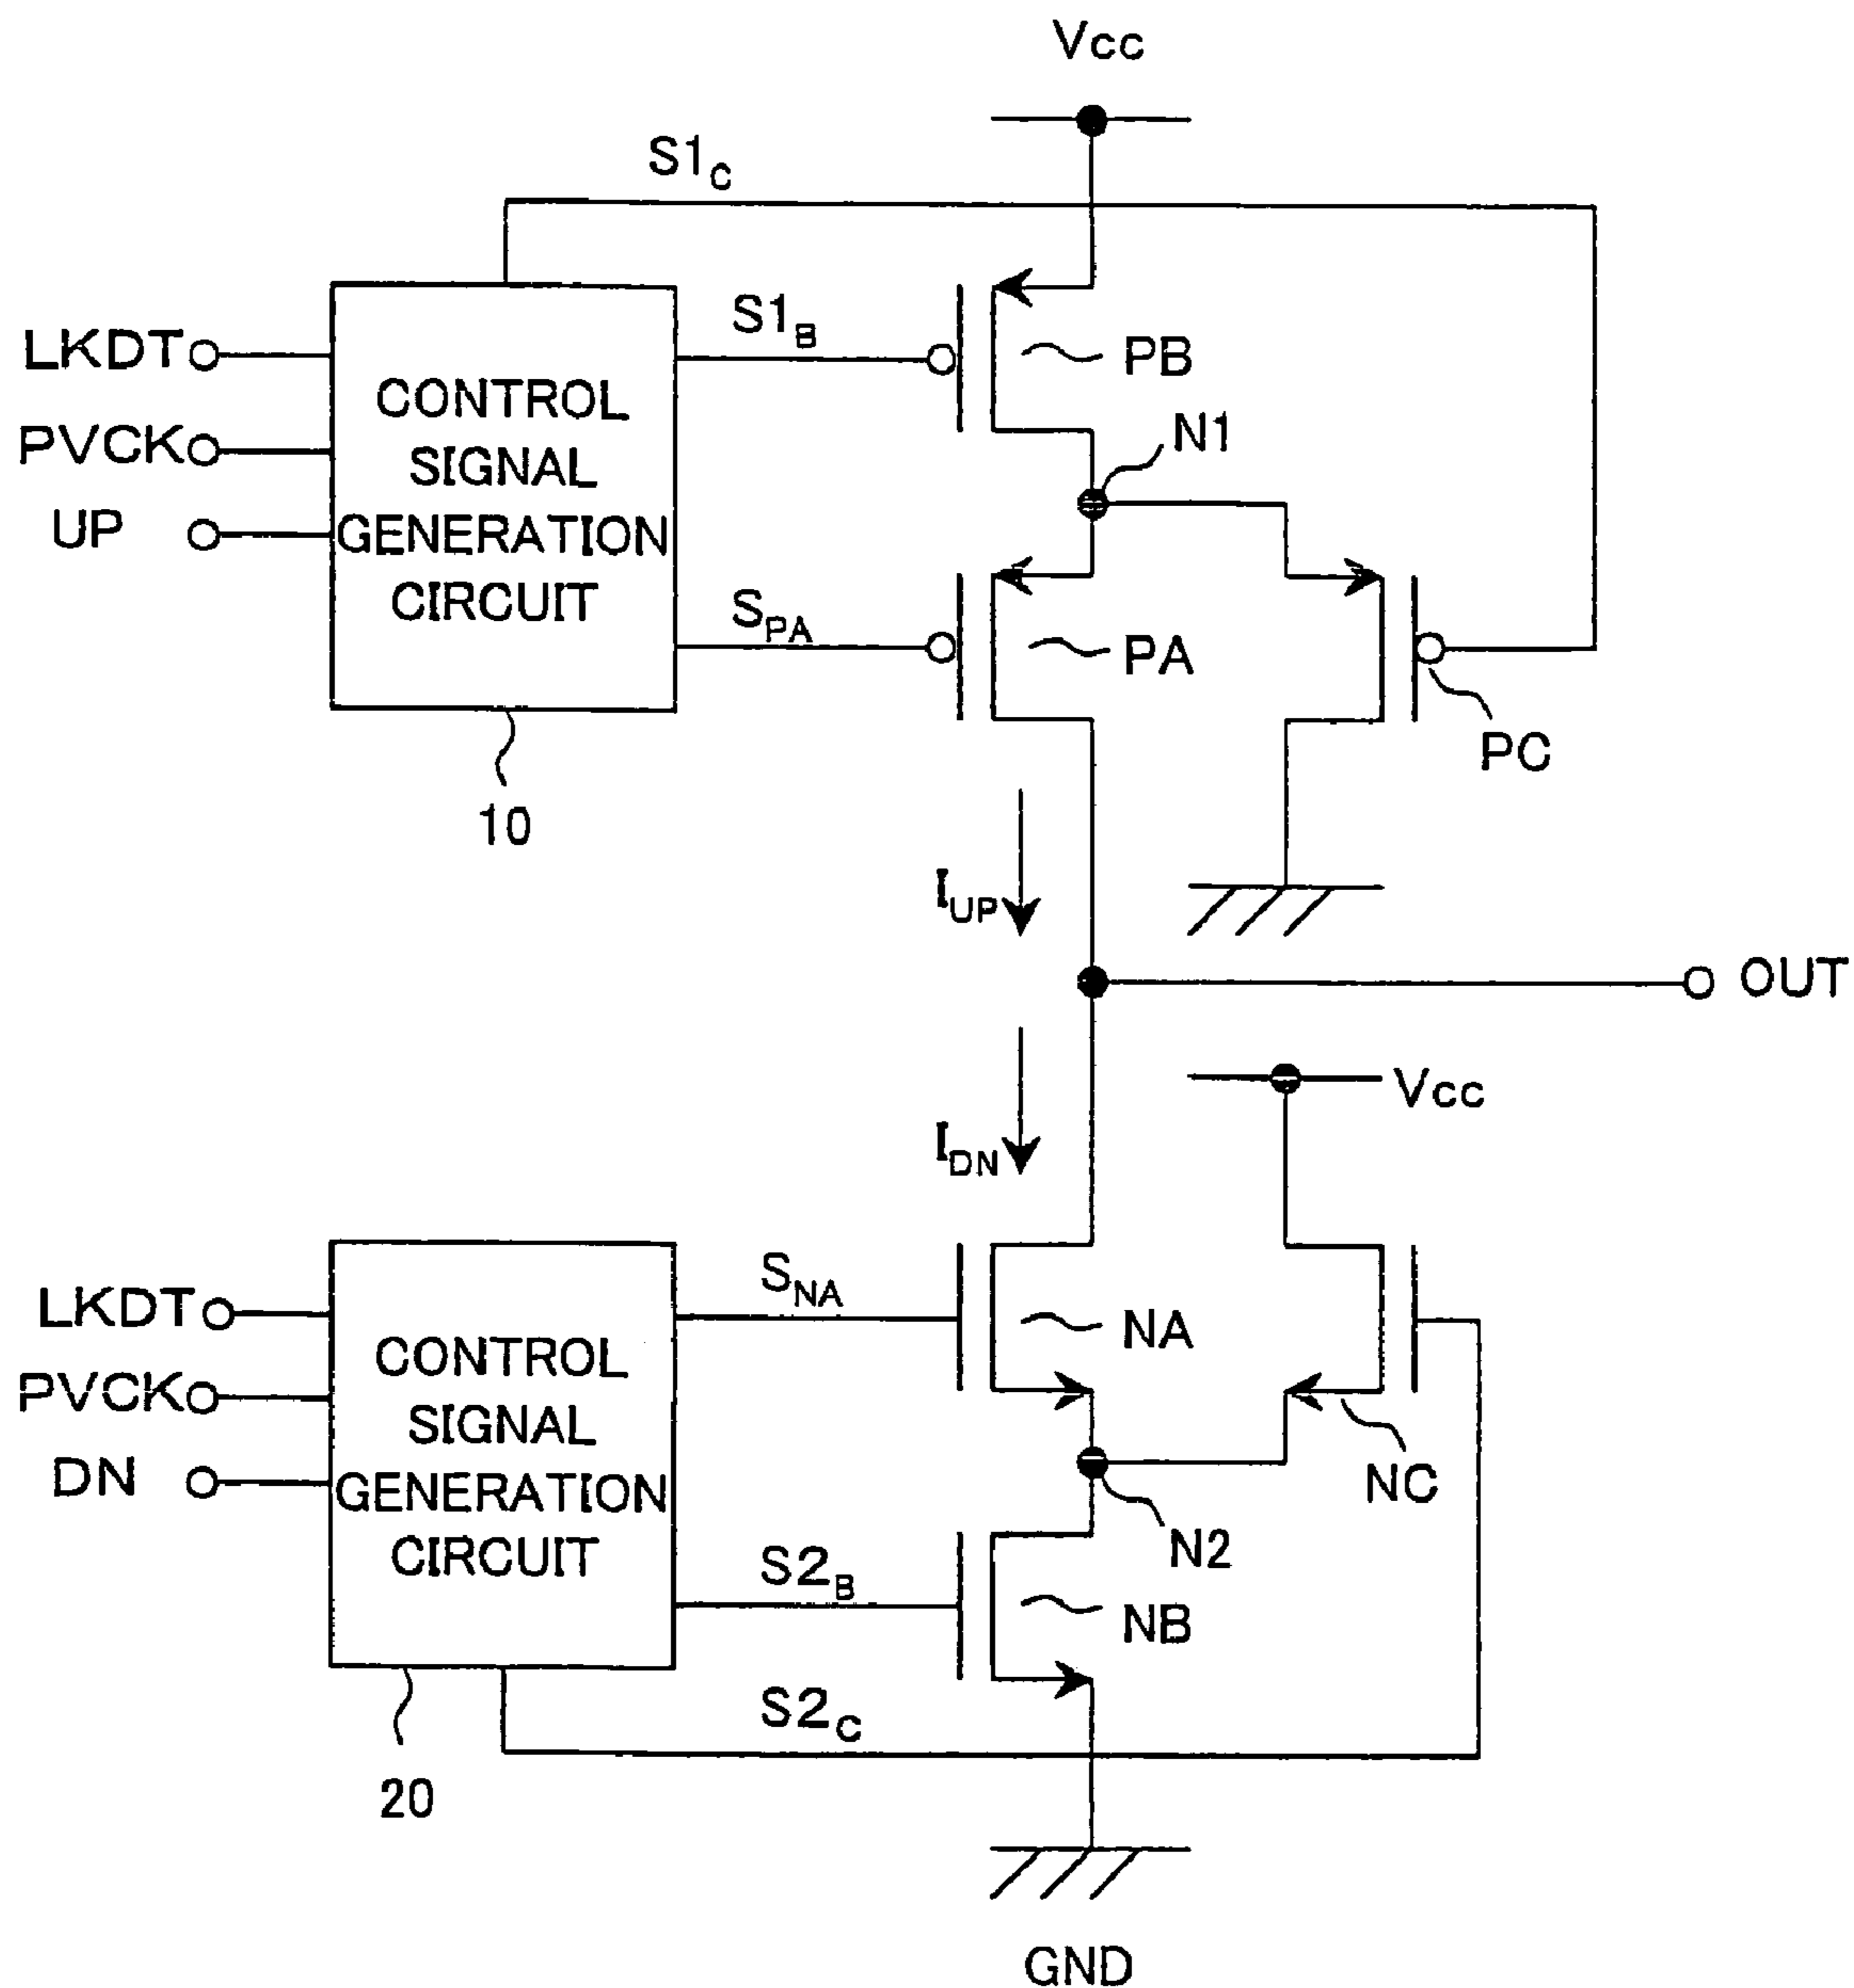 Vcc
S1C
LKDT
PVCK
UP
CONTROL
SIGNAL
GENERATION
CIRCUIT
S1B
PB
N1
SPA
PA
PC
10
IUP
OUT
Vcc
IDN
LKDT
PVCK
DN
CONTROL
SIGNAL
GENERATION
CIRCUIT
SNA
NA
NC
N2
S2B
NB
S2C
20
GND